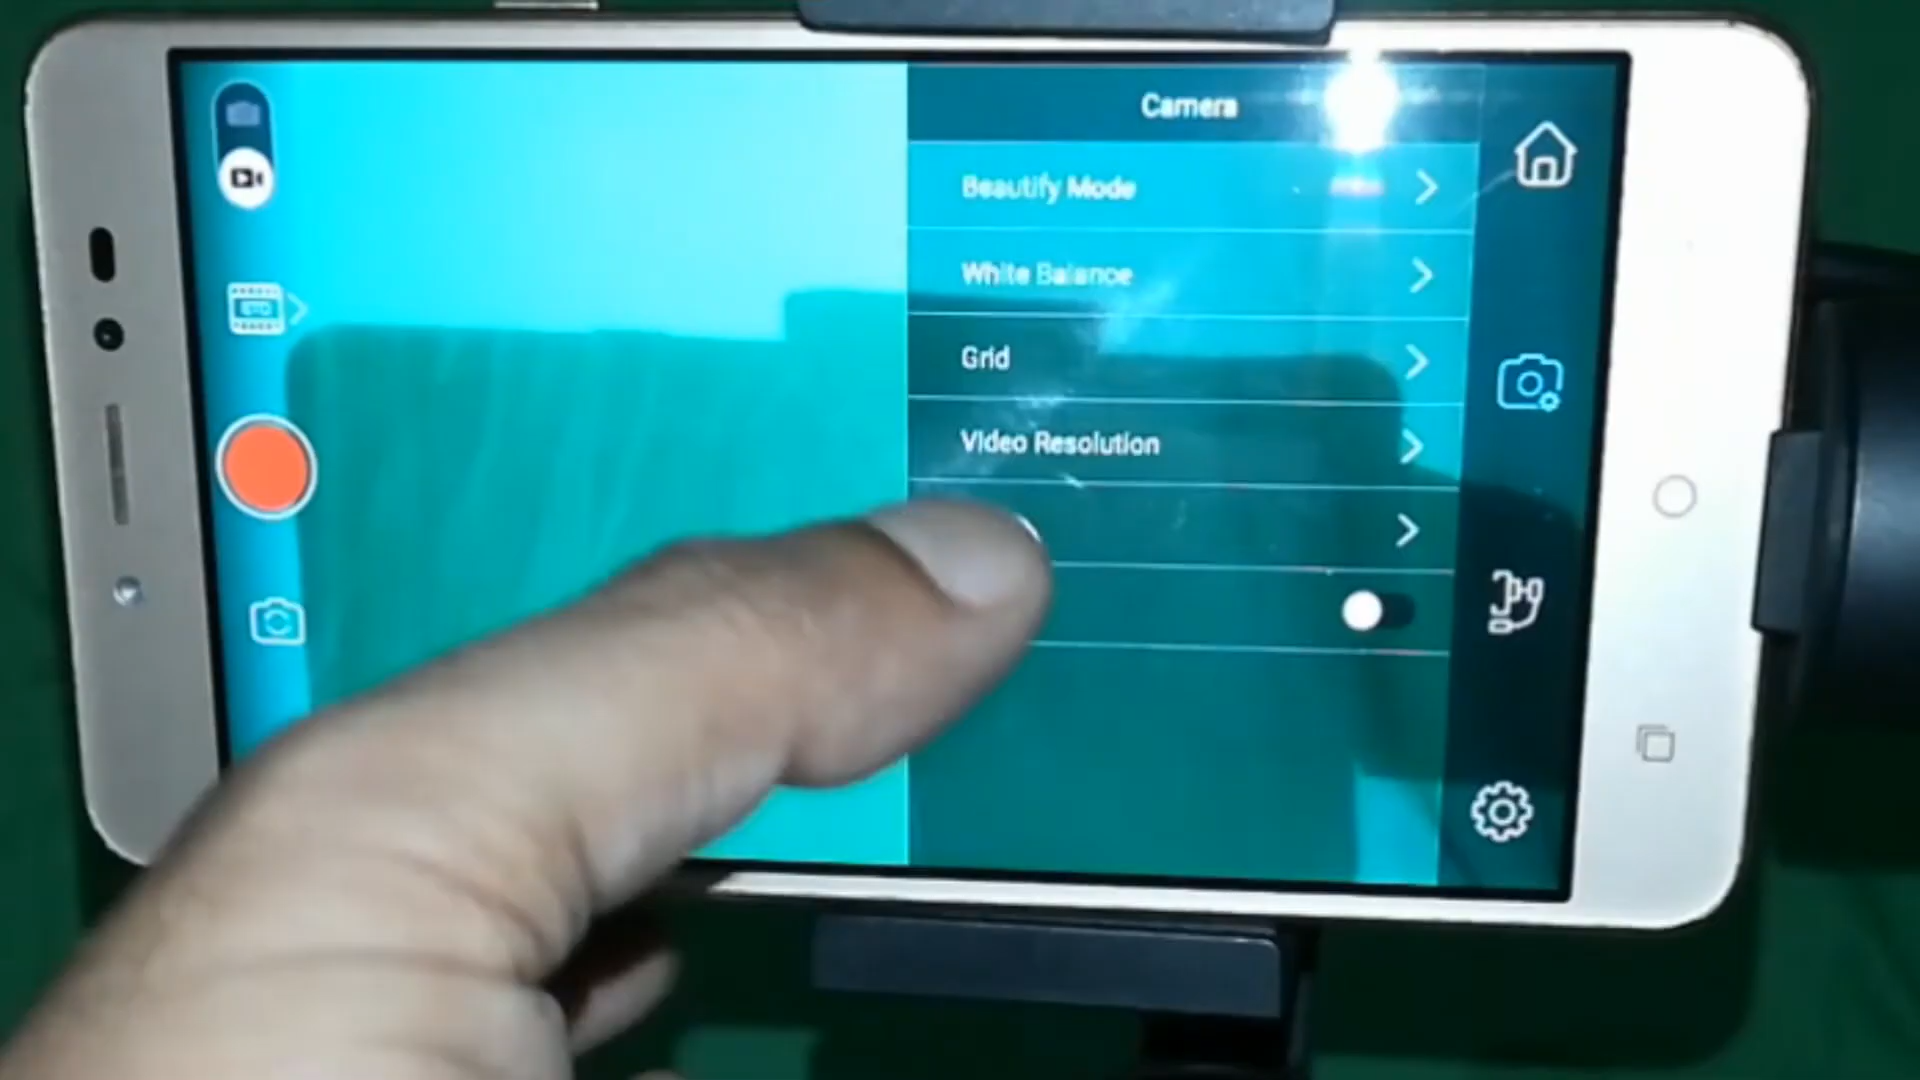 Camera
Beautify Mode
White Balance
Grid
Video Resolution